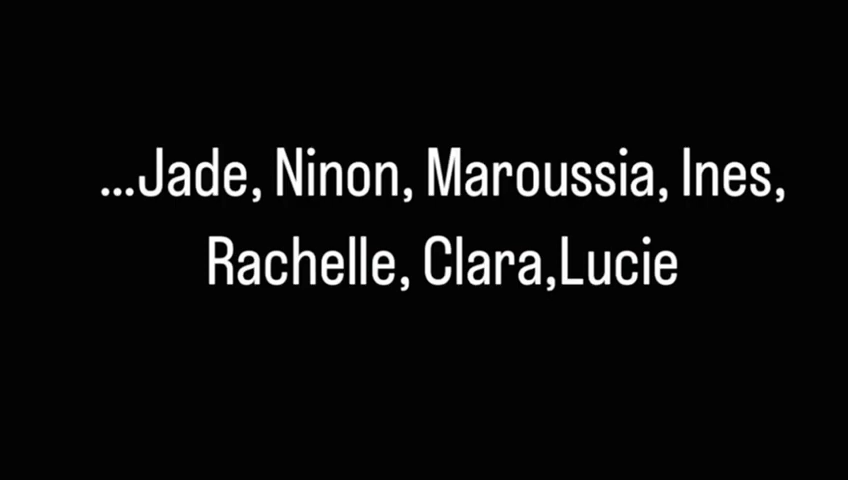 ...Jade, Ninon, Maroussia, Ines,
Rachelle, Clara,Lucie